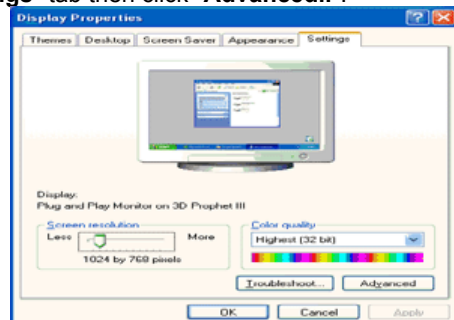 gs" tab then click "Advanced..".
Display Properties
Themes Desktop Screen Saver Appearance Settings
Display:
Plug and Play Monitor on 3D Prophet III
Screen resolution
Less More
1024 by 768 pixels
Color quality
Highest (32 bit)
Troubleshoot... Advanced
OK Cancel Apply